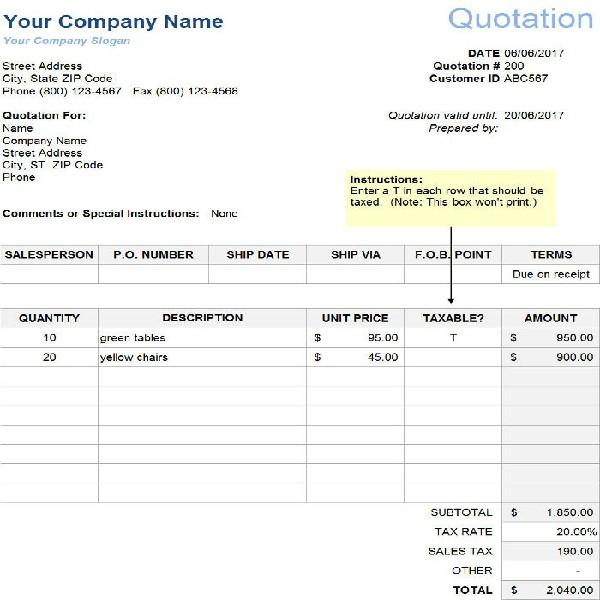 Your Company Name
Quotation
Your Company Slogan
DATE 06/06/2017
Street Address
Quotation # 200
City, State ZIP Code
Customer ID ABC567
Phone (800) 123-4567 Fax (800) 123-4568
Quotation For:
Quotation valid until: 20/06/2017
Name
Prepared by:
Company Name
Street Address
City, ST ZIP Code
Phone
Instructions:
Enter a T in each row that should be
taxed. (Note: This box won't print.)
Comments or Special Instructions: None
SALESPERSON P.O. NUMBER SHIP DATE SHIP VIA F.O.B. POINT TERMS
Due on receipt
QUANTITY DESCRIPTION UNIT PRICE TAXABLE? AMOUNT
10 green tables $ 95.00 T $ 950.00
20 yellow chairs $ 45.00 $ 900.00
SUBTOTAL $ 1,850.00
TAX RATE 20.00%
SALES TAX 190.00
OTHER -
TOTAL $ 2,040.00